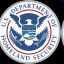 U.S. DEPARTMENT OF
HOMELAND SECURITY